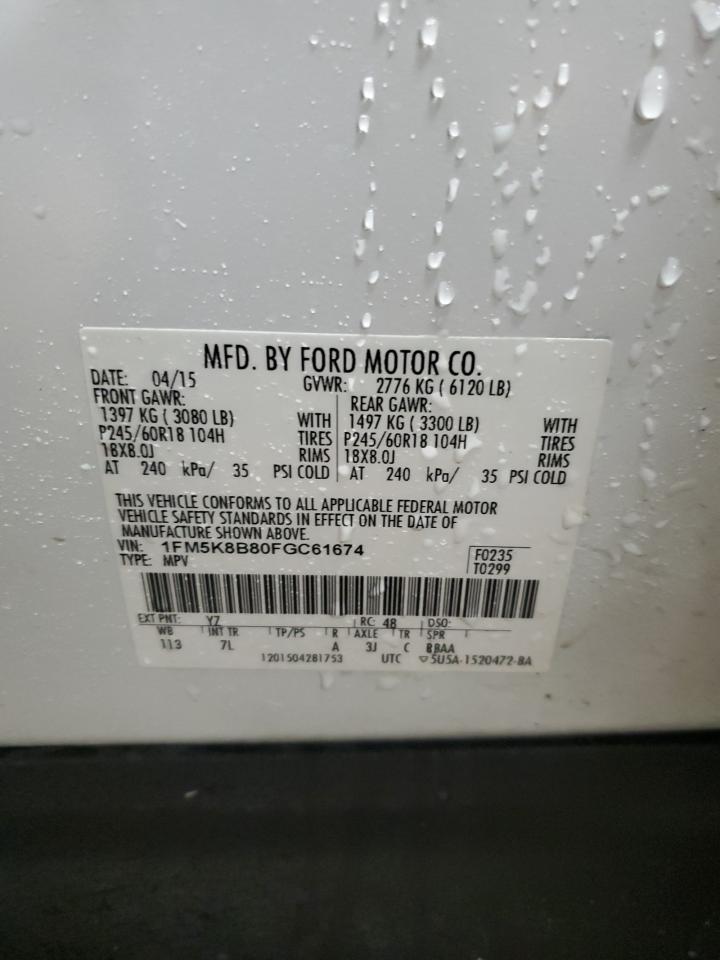 MFD. BY FORD MOTOR CO.
DATE: 04/15 GVWR: 2776 KG ( 6120 LB)
FRONT GAWR: REAR GAWR:
1397 KG ( 3080 LB) WITH 1497 KG ( 3300 LB) WITH
P245/60R18 104H TIRES P245/60R18 104H TIRES
18X8.0J RIMS 18X8.0J RIMS
AT 240 kPa/ 35 PSI COLD AT 240 kPa/ 35 PSI COLD
THIS VEHICLE CONFORMS TO ALL APPLICABLE FEDERAL MOTOR
VEHICLE SAFETY STANDARDS IN EFFECT ON THE DATE OF
MANUFACTURE SHOWN ABOVE.
VIN: 1FM5K8B80FGC61674 F0235
TYPE: MPV T0299
EXT PNT: YZ RC: 48 DSO:
WB INT TR TP/PS R AXLE TR SPR
113 7L A 3J C BBAA
1201504281753 UTC ▽5U5A-1520472-BA